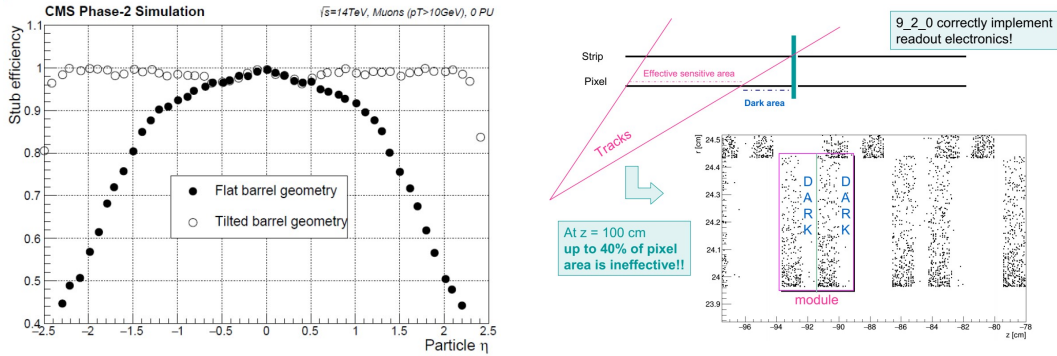 CMS Phase-2 Simulation
√s=14TeV, Muons (pT>10GeV), 0 PU
Stub efficiency
1.1
1
0.9
0.8
0.7
0.6
0.5
0.4
Flat barrel geometry
Tilted barrel geometry
−2.5 −2 −1.5 −1 −0.5 0 0.5 1 1.5 2 2.5
Particle η
9_2_0 correctly implement
readout electronics!
Strip
Pixel
Effective sensitive area
Dark area
Tracks
At z = 100 cm
up to 40% of pixel
area is ineffective!!
r [cm]
24.5
24.4
24.3
24.2
24.1
24
23.9
DARK
DARK
module
−96 −94 −92 −90 −88 −86 −84 −82 −80 −78
z [cm]